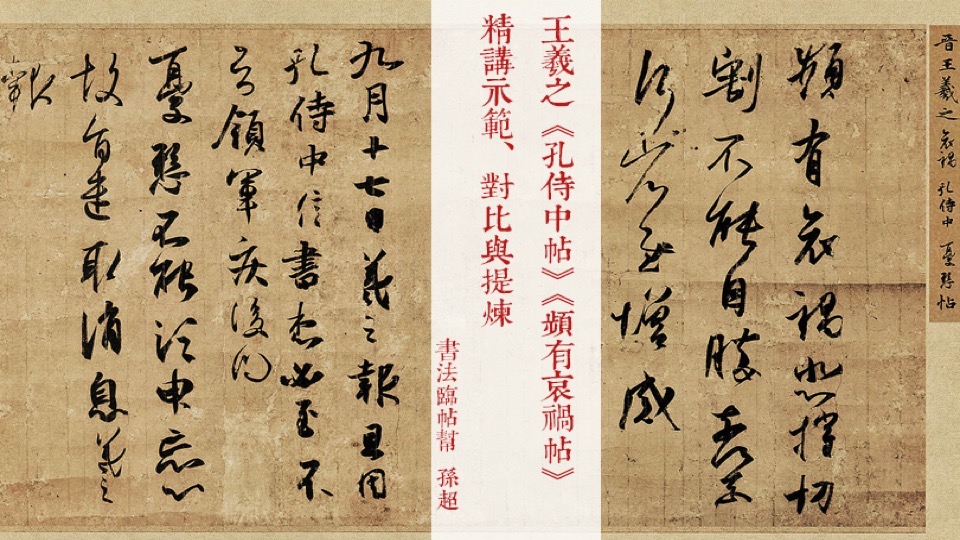 晉王羲之 哀禍 孔侍中 憂懸帖
頻有哀禍悲摧切
割不能自勝奈何
奈何省慰增感
王羲之《孔侍中帖》《頻有哀禍帖》
精講示範、對比與提煉
書法臨帖幫 孫超
九月十七日羲之報且因
孔侍中信書想必至不
知領軍疾後問
憂懸不能須臾忘心
故旨遣取消息羲之
報